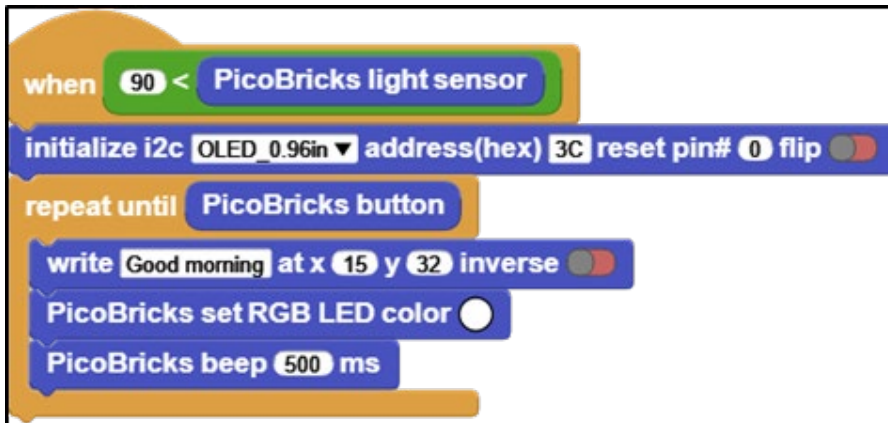 when 90 < PicoBricks light sensor
initialize i2c OLED_0.96in ▼ address(hex) 3C reset pin# 0 flip
repeat until PicoBricks button
write Good morning at x 15 y 32 inverse
PicoBricks set RGB LED color
PicoBricks beep 500 ms